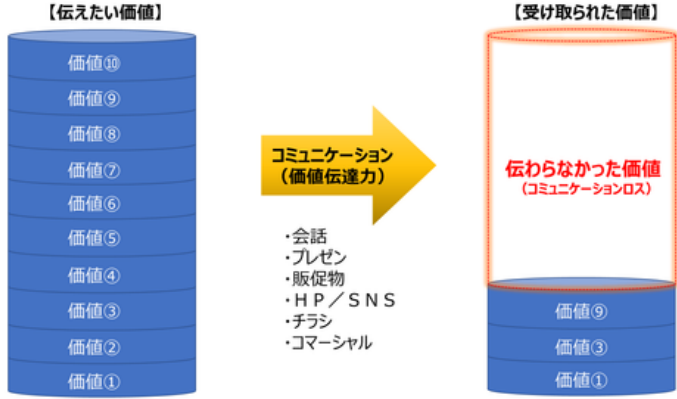 【伝えたい価値】
価値⑩
価値⑨
価値⑧
価値⑦
価値⑥
価値⑤
価値④
価値③
価値②
価値①
コミュニケーション
（価値伝達力）
・会話
・プレゼン
・販促物
・ＨＰ／ＳＮＳ
・チラシ
・コマーシャル
【受け取られた価値】
伝わらなかった価値
（コミュニケーションロス）
価値⑨
価値③
価値①